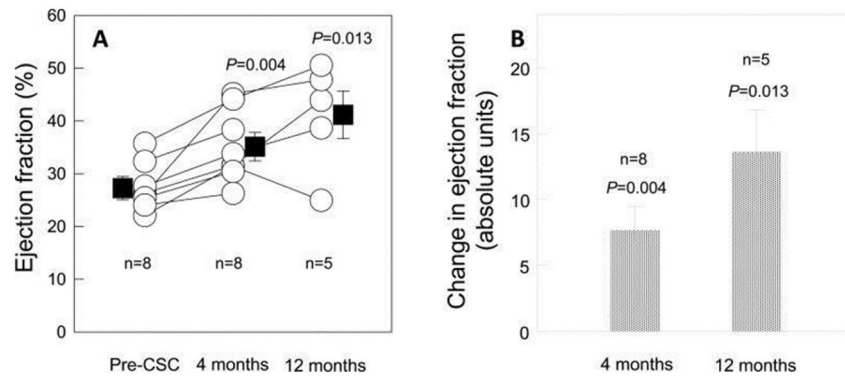 A
Ejection fraction (%)
60
50
40
30
20
10
0
P=0.004
P=0.013
n=8
n=8
n=5
Pre-CSC
4 months
12 months
B
Change in ejection fraction
(absolute units)
20
15
10
5
0
n=8
P=0.004
n=5
P=0.013
4 months
12 months